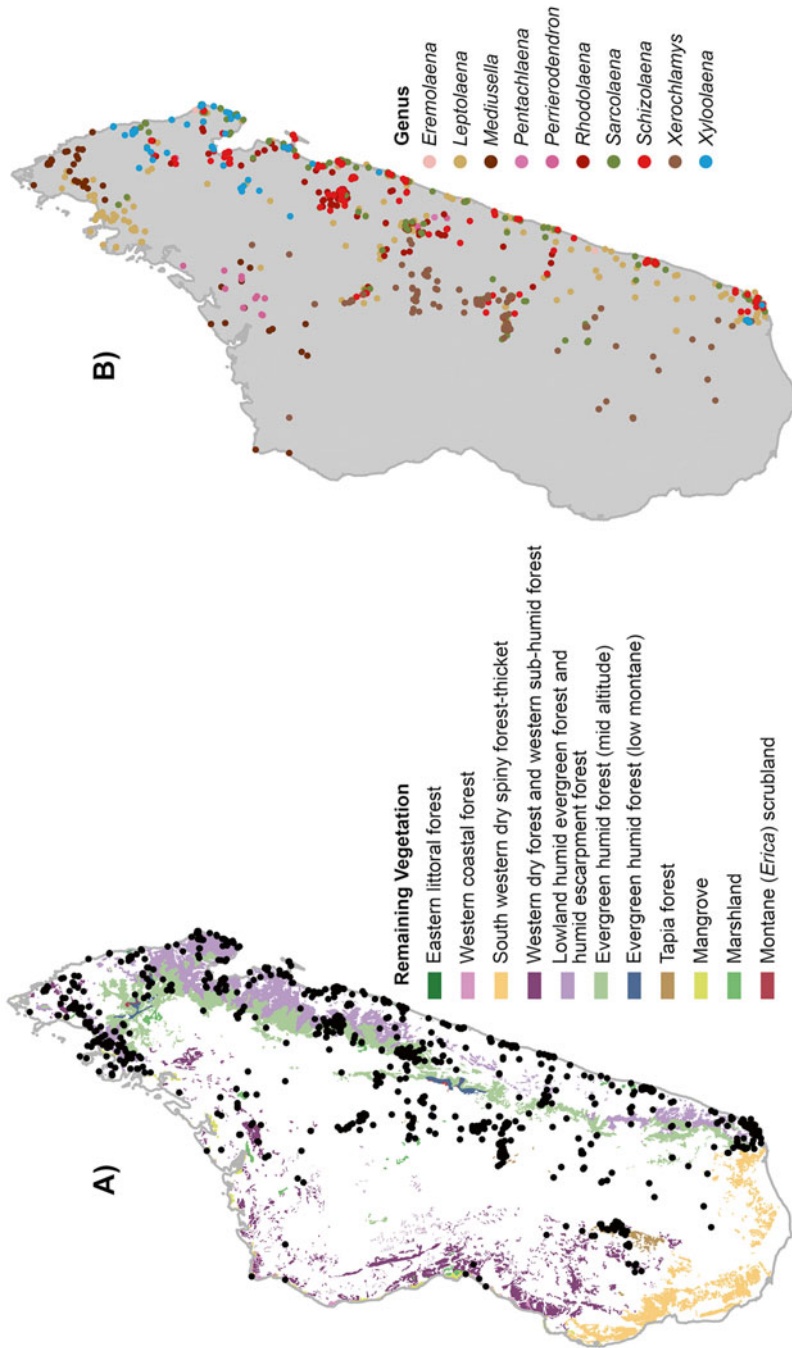 A)
Remaining Vegetation
Eastern littoral forest
Western coastal forest
South western dry spiny forest-thicket
Western dry forest and western sub-humid forest
Lowland humid evergreen forest and
humid escarpment forest
Evergreen humid forest (mid altitude)
Evergreen humid forest (low montane)
Tapia forest
Mangrove
Marshland
Montane (Erica) scrubland
B)
Genus
Eremolaena
Leptolaena
Mediusella
Pentachlaena
Perrierodendron
Rhodolaena
Sarcolaena
Schizolaena
Xerochlamys
Xyloolaena